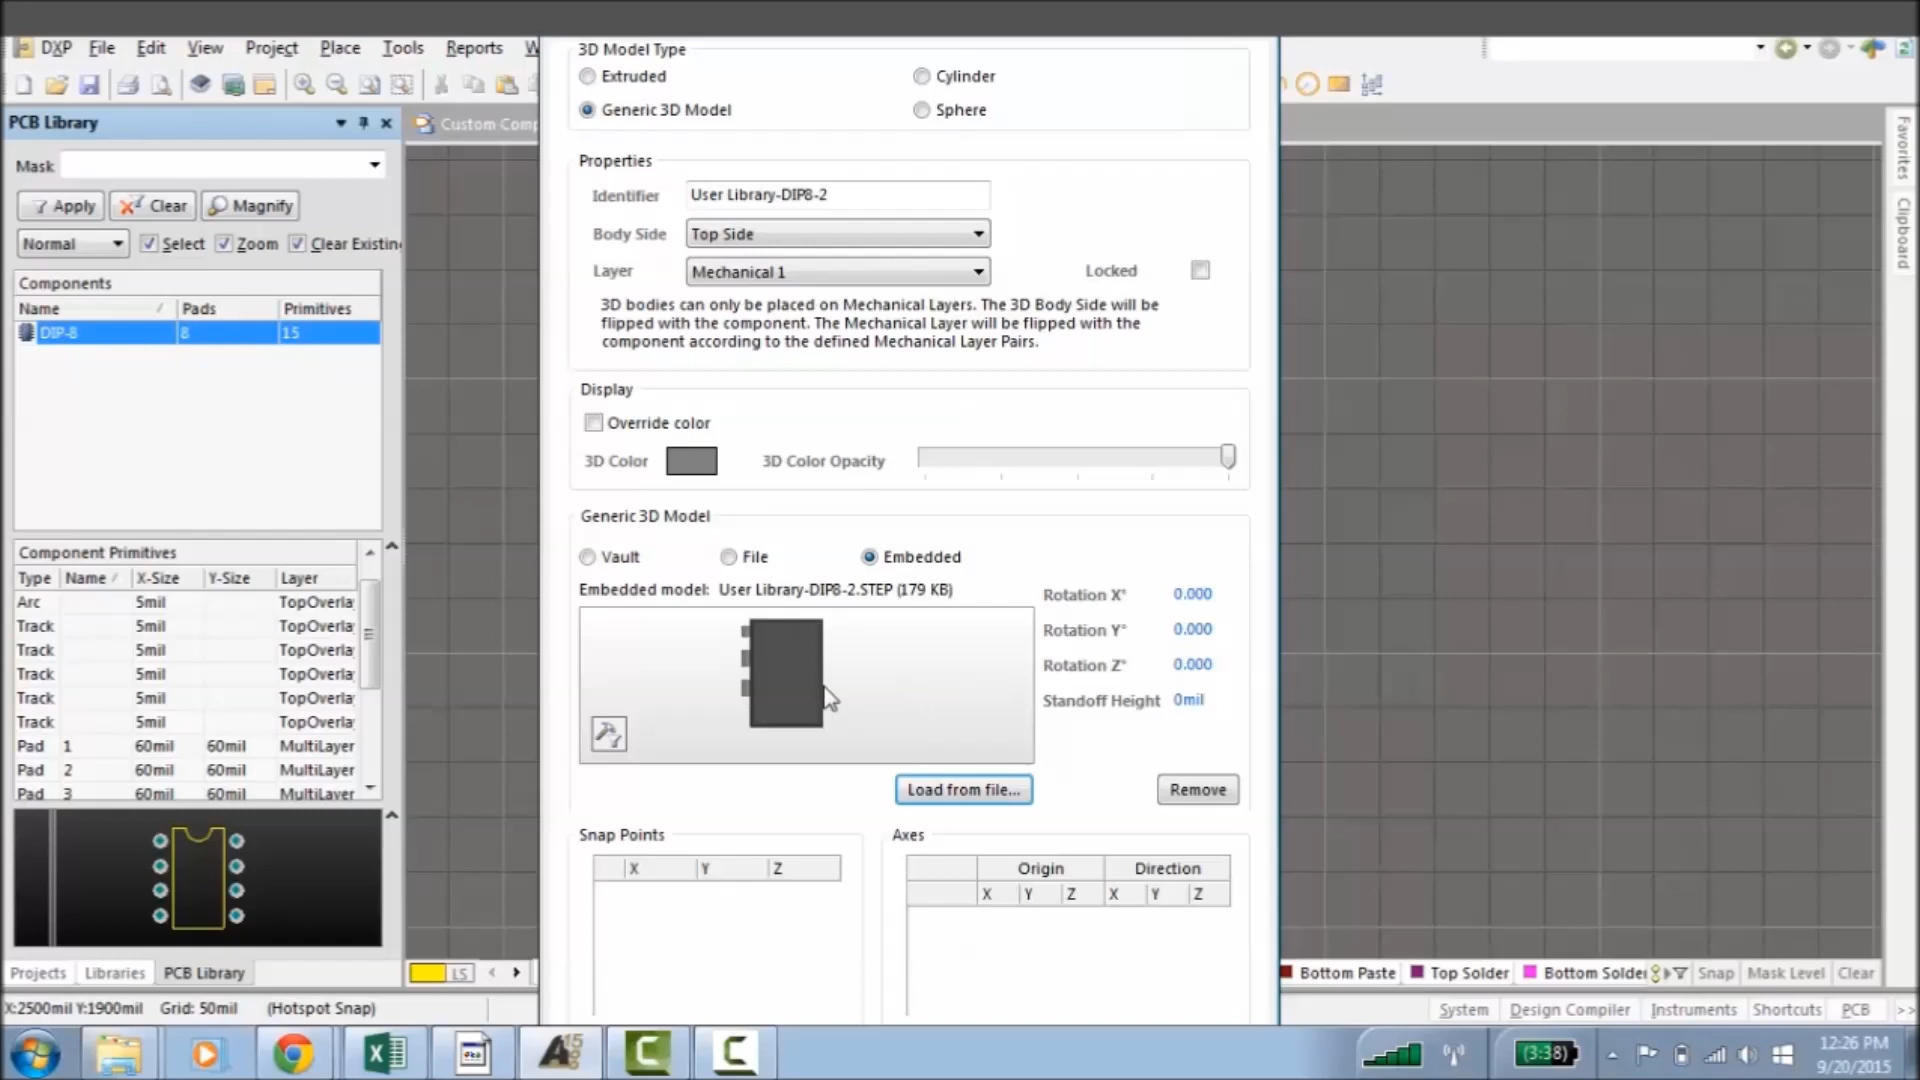 DXP File Edit View Project Place Tools Reports W
PCB Library
Custom Comp
Mask
Apply Clear Magnify
Normal Select Zoom Clear Existin
Components
Name Pads Primitives
DIP-8 8 15
Component Primitives
Type Name X-Size Y-Size Layer
Arc 5mil TopOverla
Track 5mil TopOverla
Track 5mil TopOverla
Track 5mil TopOverla
Track 5mil TopOverla
Track 5mil TopOverla
Pad 1 60mil 60mil MultiLayer
Pad 2 60mil 60mil MultiLayer
Pad 3 60mil 60mil MultiLayer
Projects Libraries PCB Library
LS
X:2500mil Y:1900mil Grid: 50mil (Hotspot Snap)
3D Model Type
Extruded Cylinder
Generic 3D Model Sphere
Properties
Identifier User Library-DIP8-2
Body Side Top Side
Layer Mechanical 1 Locked
3D bodies can only be placed on Mechanical Layers. The 3D Body Side will be
flipped with the component. The Mechanical Layer will be flipped with the
component according to the defined Mechanical Layer Pairs.
Display
Override color
3D Color 3D Color Opacity
Generic 3D Model
Vault File Embedded
Embedded model: User Library-DIP8-2.STEP (179 KB)
Rotation X° 0.000
Rotation Y° 0.000
Rotation Z° 0.000
Standoff Height 0mil
Load from file... Remove
Snap Points
X Y Z
Axes
Origin Direction
X Y Z X Y Z
Favorites
Clipboard
Bottom Paste Top Solder Bottom Solder Snap Mask Level Clear
System Design Compiler Instruments Shortcuts PCB >>
(3:38)
12:26 PM
9/20/2015